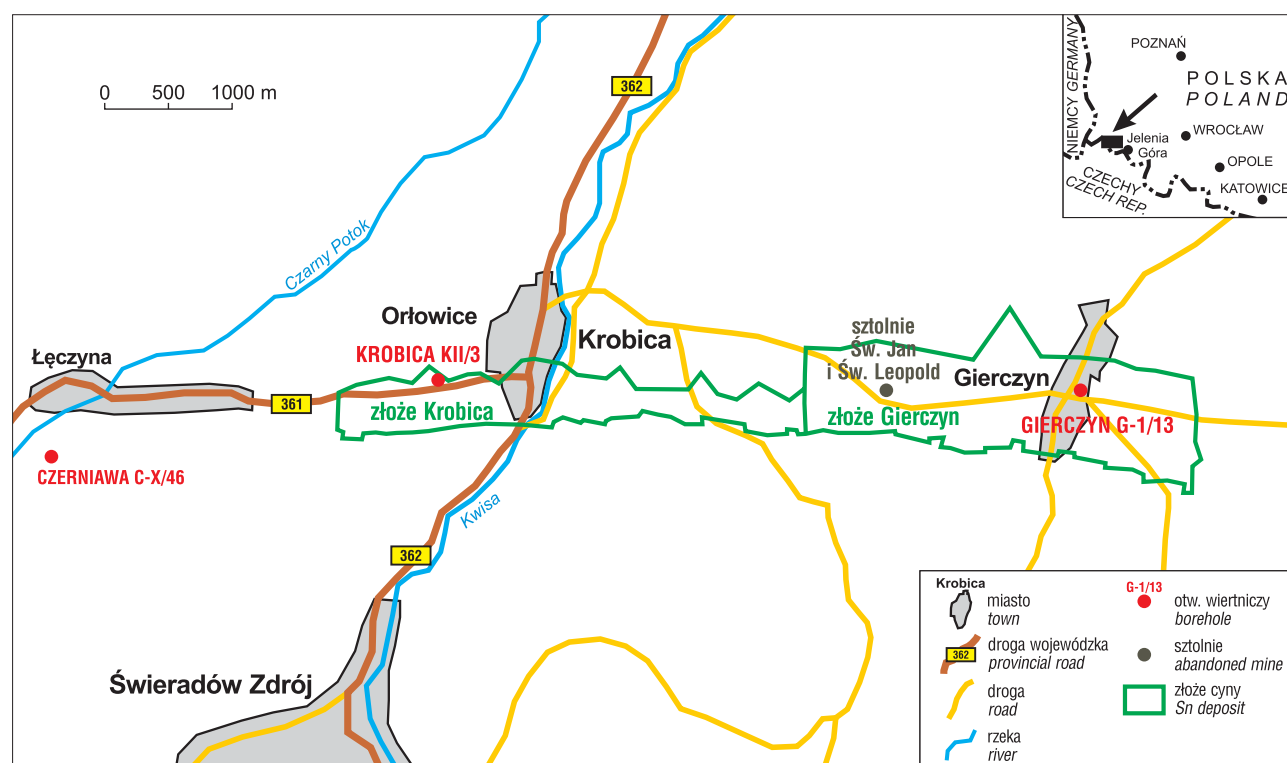 0 500 1000 m
362
Czarny Potok
Orłowice
KROBICA KII/3
Łęczyna
361
złoże Krobica
CZERNIAWA C-X/46
Krobica
sztolnie
Św. Jan
i Św. Leopold
Gierczyn
złoże Gierczyn
GIERCZYN G-1/13
Kwisa
362
Świeradów Zdrój
NIEMCY GERMANY
POZNAŃ
POLSKA
POLAND
WROCŁAW
Jelenia
Góra
OPOLE
KATOWICE
CZECHY
CZECH REP.
Krobica
miasto
town
362
droga wojewódzka
provincial road
droga
road
rzeka
river
G-1/13
otw. wiertniczy
borehole
sztolnie
abandoned mine
złoże cyny
Sn deposit